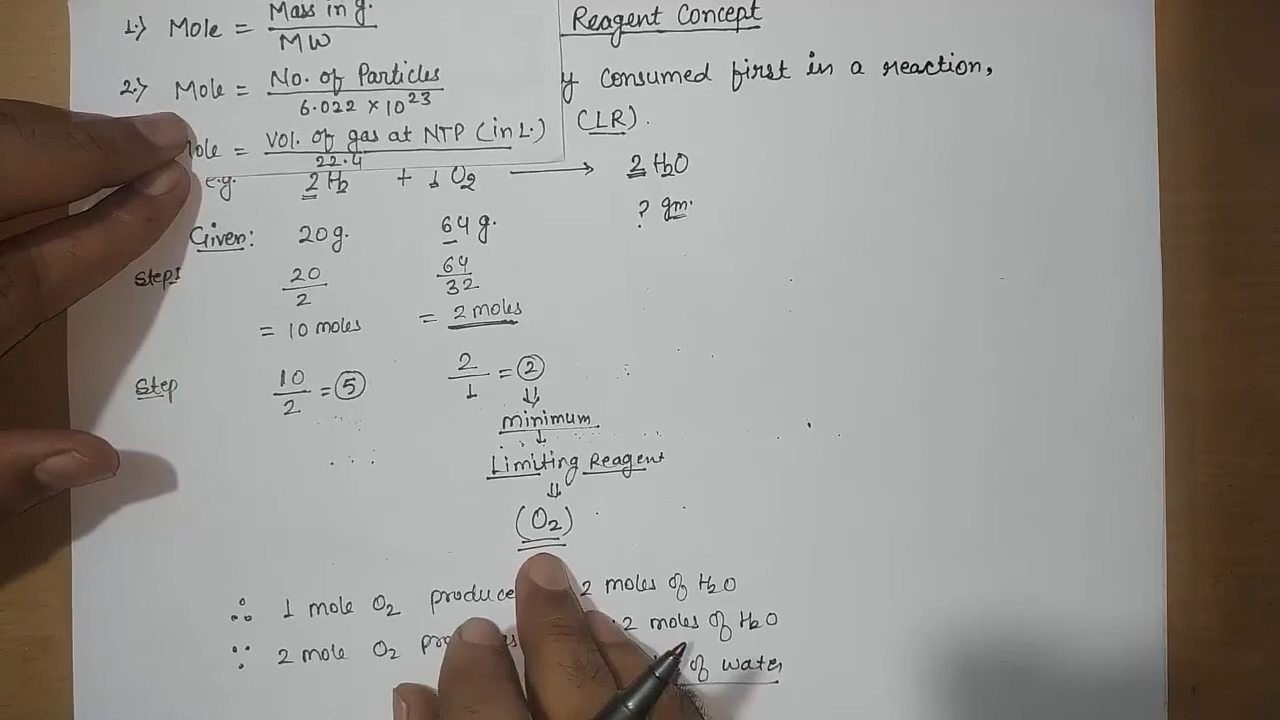 1.> Mole = Mass in g. / MW
Reagent Concept
2.> Mole = No. of Particles / 6.022 × 10²³
y consumed first in a reaction,
(LR).
ole = Vol. of gas at NTP (in L.) / 22.4
e.g. 2H₂ + 1O₂ → 2H₂O
Given: 20g. 64g. ? gm.
Steps 20/2 64/32
= 10 moles = 2 moles
Step 10/2 = 5 2/1 = 2
⇓
minimum
↓
Limiting Reagent
⇓
(O₂)
∴ 1 mole O₂ produce 2 moles of H₂O
∵ 2 mole O₂ 2 moles of H₂O
of water